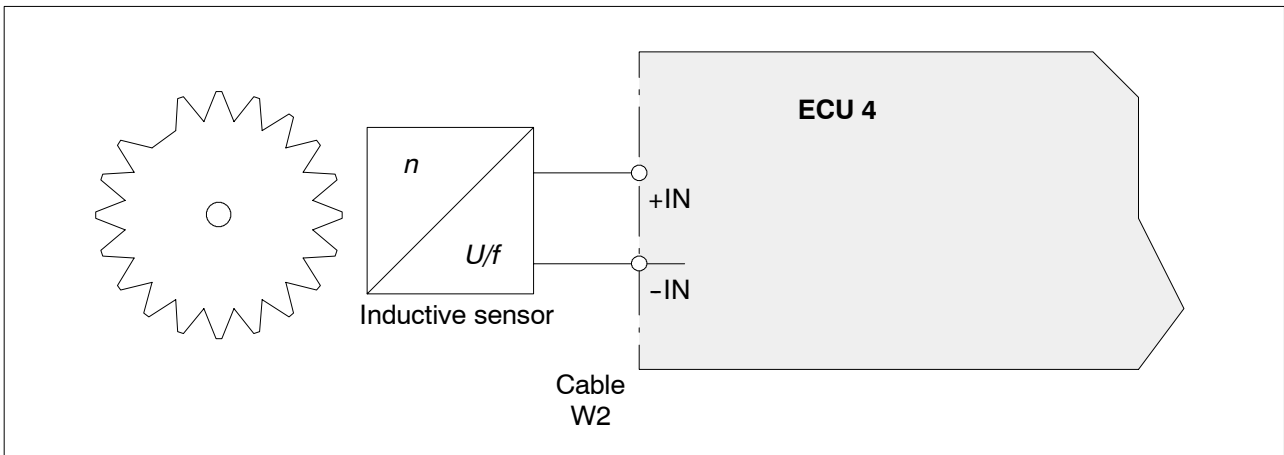 ECU 4
n
+IN
U/f
–IN
Inductive sensor
Cable
W2